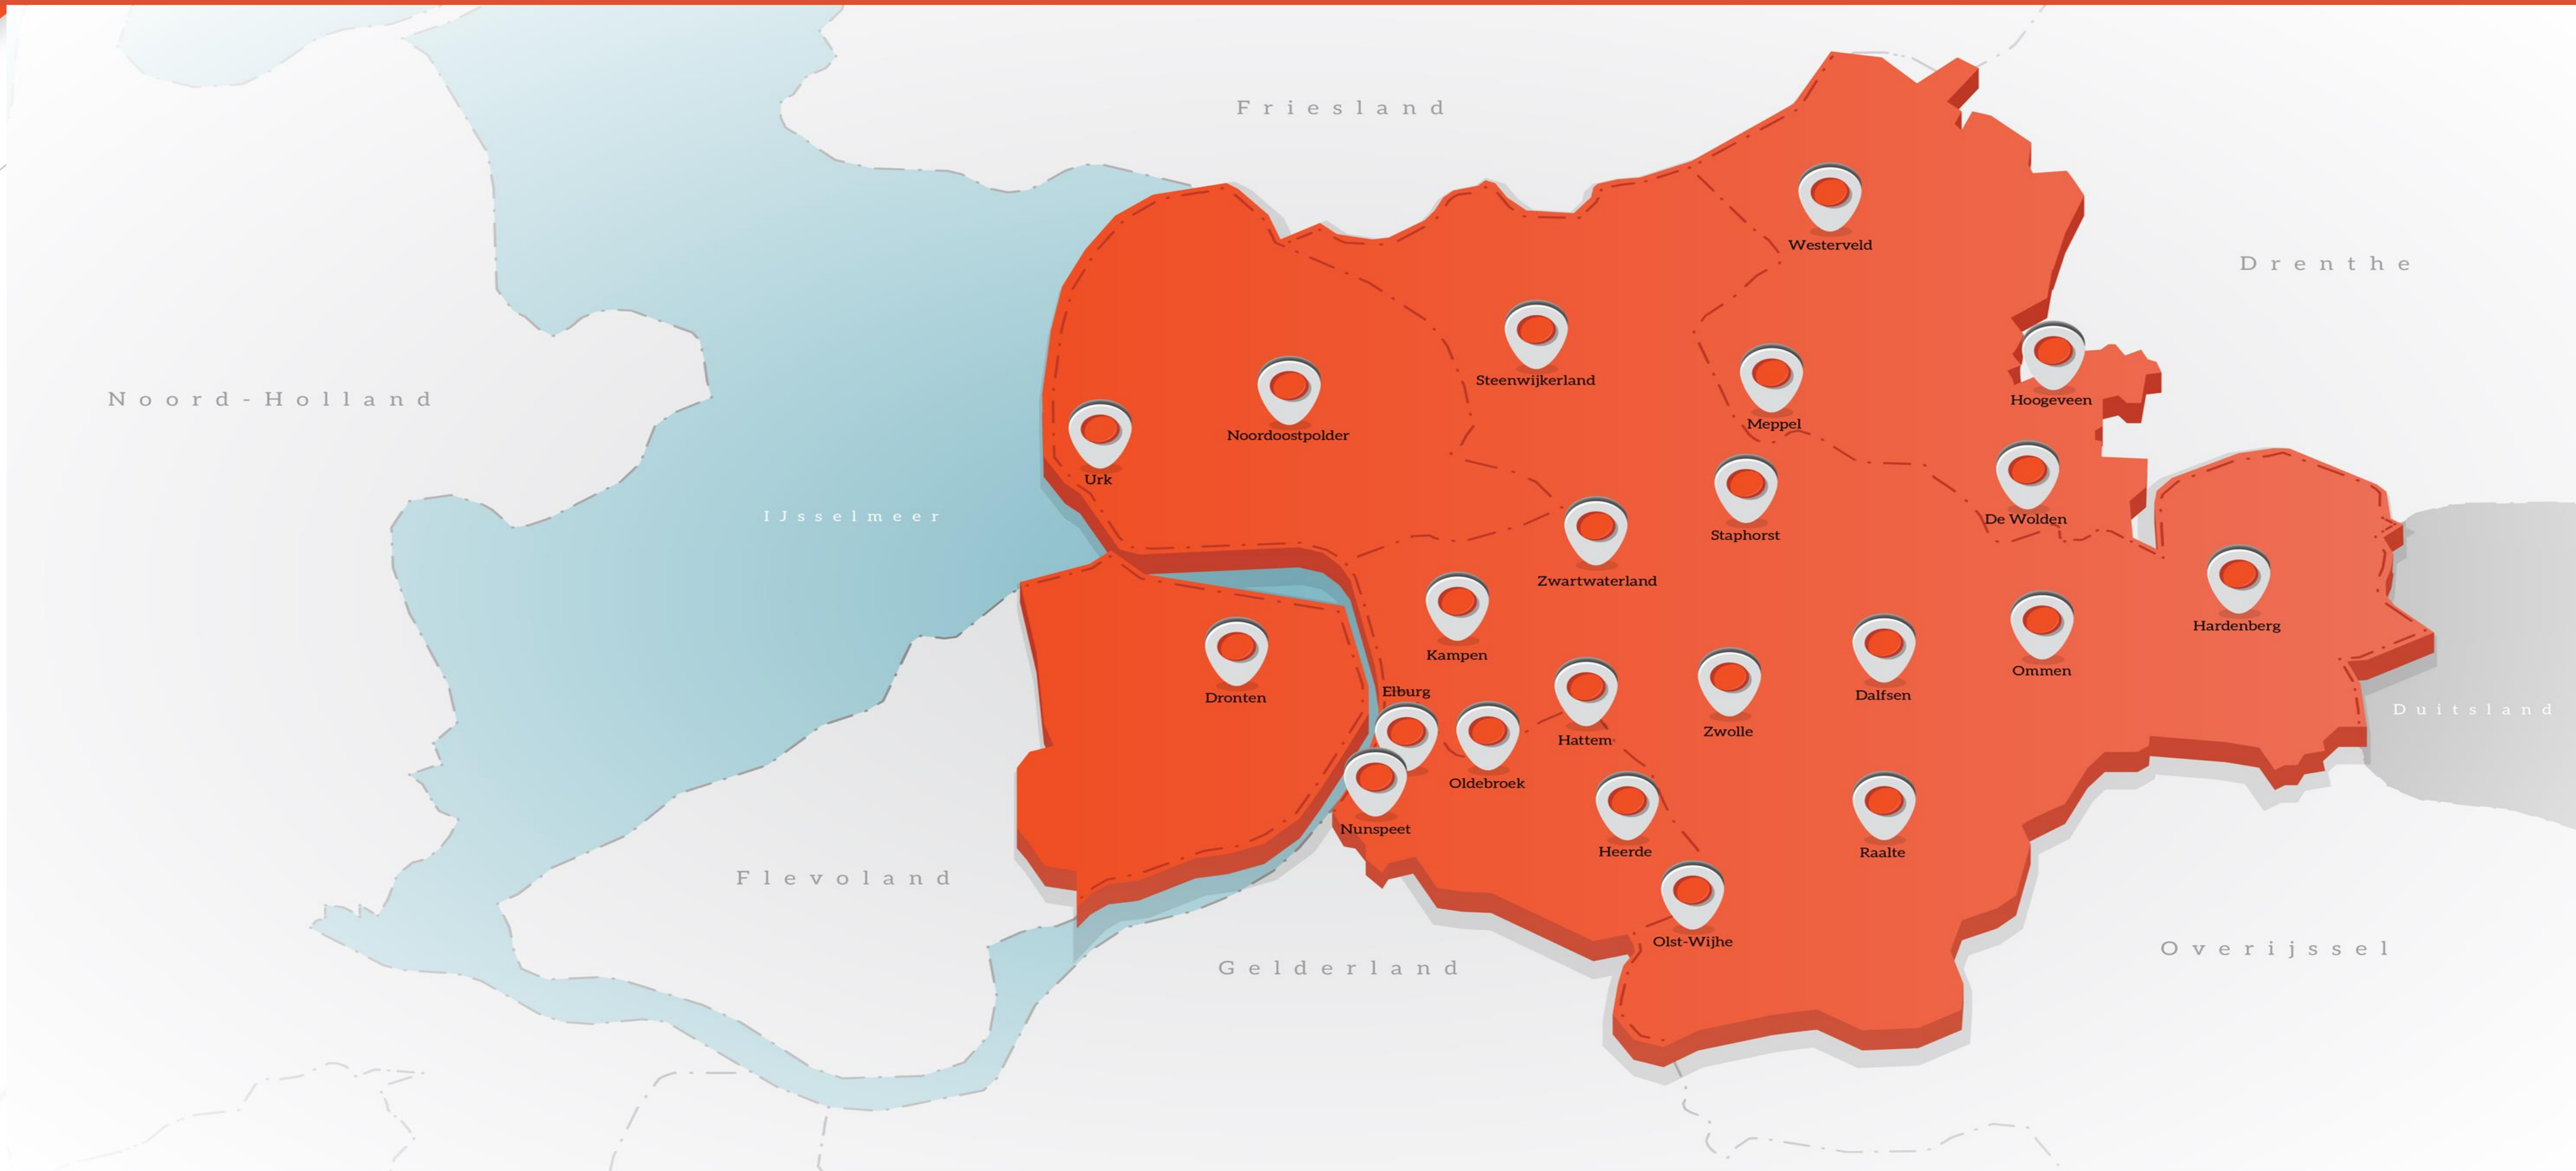 Friesland
Westerveld
Drenthe
Steenwijkerland
Noord-Holland
Hoogeveen
Meppel
Noordoostpolder
Urk
IJsselmeer
De Wolden
Staphorst
Zwartwaterland
Hardenberg
Kampen
Ommen
Elburg
Dalfsen
Dronten
Duitsland
Zwolle
Hattem
Oldebroek
Nunspeet
Heerde
Raalte
Flevoland
Olst-Wijhe
Overijssel
Gelderland